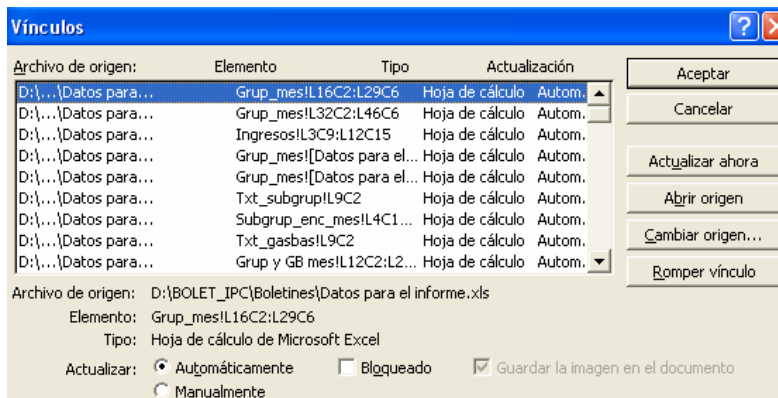 Vínculos
Archivo de origen: Elemento Tipo Actualización
D:\...\Datos para... Grup_mes!L16C2:L29C6 Hoja de cálculo Autom.
D:\...\Datos para... Grup_mes!L32C2:L46C6 Hoja de cálculo Autom.
D:\...\Datos para... Ingresos!L3C9:L12C15 Hoja de cálculo Autom.
D:\...\Datos para... Grup_mes![Datos para el... Hoja de cálculo Autom.
D:\...\Datos para... Grup_mes![Datos para el... Hoja de cálculo Autom.
D:\...\Datos para... Txt_subgrup!L9C2 Hoja de cálculo Autom.
D:\...\Datos para... Subgrup_enc_mes!L4C1... Hoja de cálculo Autom.
D:\...\Datos para... Txt_gasbas!L9C2 Hoja de cálculo Autom.
D:\...\Datos para... Grup y GB mes!L12C2:L2... Hoja de cálculo Autom.
Aceptar
Cancelar
Actualizar ahora
Abrir origen
Cambiar origen...
Romper vínculo
Archivo de origen: D:\BOLET_IPC\Boletines\Datos para el informe.xls
Elemento: Grup_mes!L16C2:L29C6
Tipo: Hoja de cálculo de Microsoft Excel
Actualizar: Automáticamente Bloqueado Guardar la imagen en el documento
Manualmente